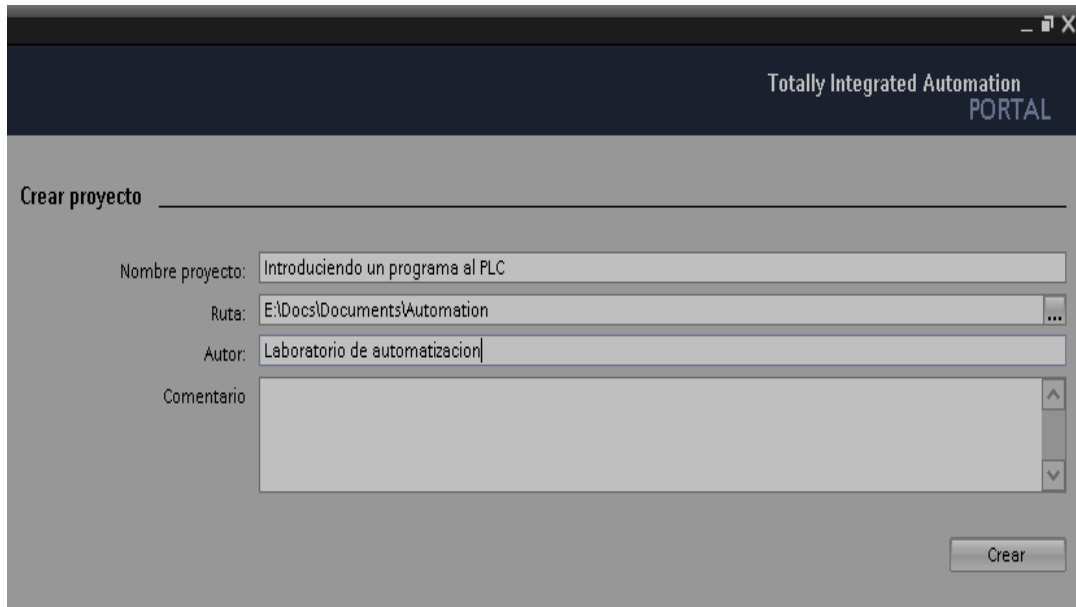 Totally Integrated Automation
PORTAL
Crear proyecto
Nombre proyecto: Introduciendo un programa al PLC
Ruta: E:\Docs\Documents\Automation
...
Autor: Laboratorio de automatizacion
Comentario
Crear